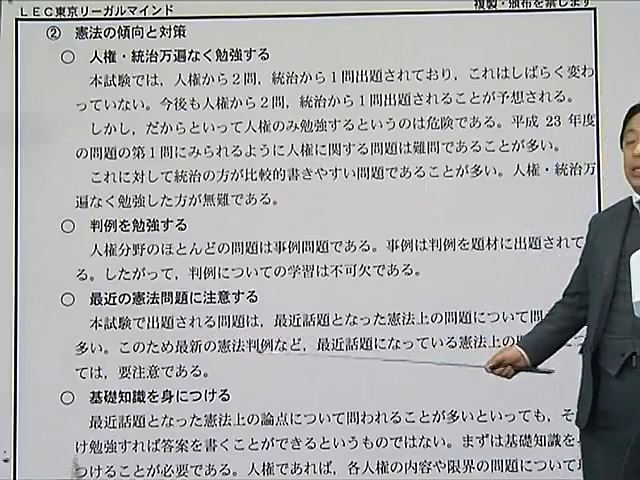 LEC東京リーガルマインド
複製・頒布を禁じます
② 憲法の傾向と対策
○ 人権・統治万遍なく勉強する
本試験では，人権から２問，統治から１問出題されており，これはしばらく変わ
っていない。今後も人権から２問，統治から１問出題されることが予想される。
しかし，だからといって人権のみ勉強するというのは危険である。平成 23 年度
の問題の第１問にみられるように人権に関する問題は難問であることが多い。
これに対して統治の方が比較的書きやすい問題であることが多い。人権・統治万
遍なく勉強した方が無難である。
○ 判例を勉強する
人権分野のほとんどの問題は事例問題である。事例は判例を題材に出題されて
る。したがって，判例についての学習は不可欠である。
○ 最近の憲法問題に注意する
本試験で出題される問題は，最近話題となった憲法上の問題について問
多い。このため最新の憲法判例など，最近話題になっている憲法上の
ては，要注意である。
○ 基礎知識を身につける
最近話題となった憲法上の論点について問われることが多いといっても，そ
け勉強すれば答案を書くことができるというものではない。まずは基礎知識を
つけることが必要である。人権であれば，各人権の内容や限界の問題について